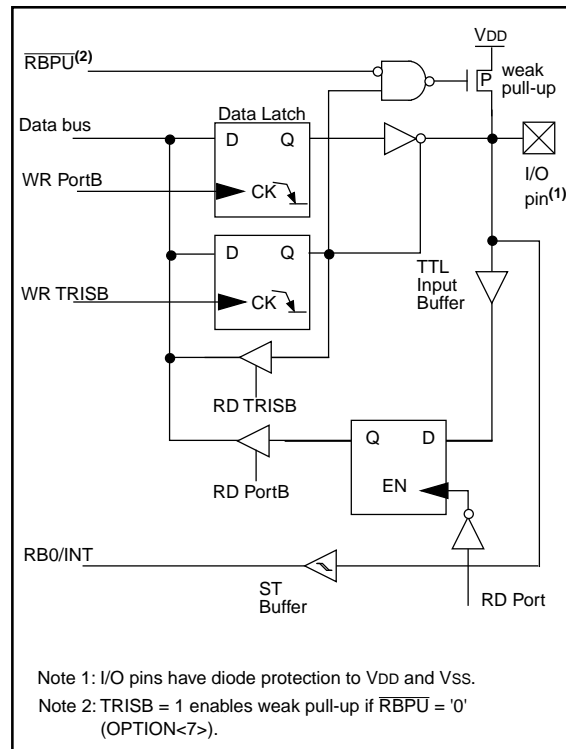 VDD
RBPU(2)
P
weak
pull-up
Data Latch
Data bus
D Q
WR PortB
CK
I/O
pin(1)
D Q
WR TRISB
CK
TTL
Input
Buffer
RD TRISB
Q D
RD PortB
EN
RB0/INT
ST
Buffer
RD Port
Note 1: I/O pins have diode protection to VDD and VSS.
Note 2: TRISB = 1 enables weak pull-up if RBPU = '0'
(OPTION<7>).